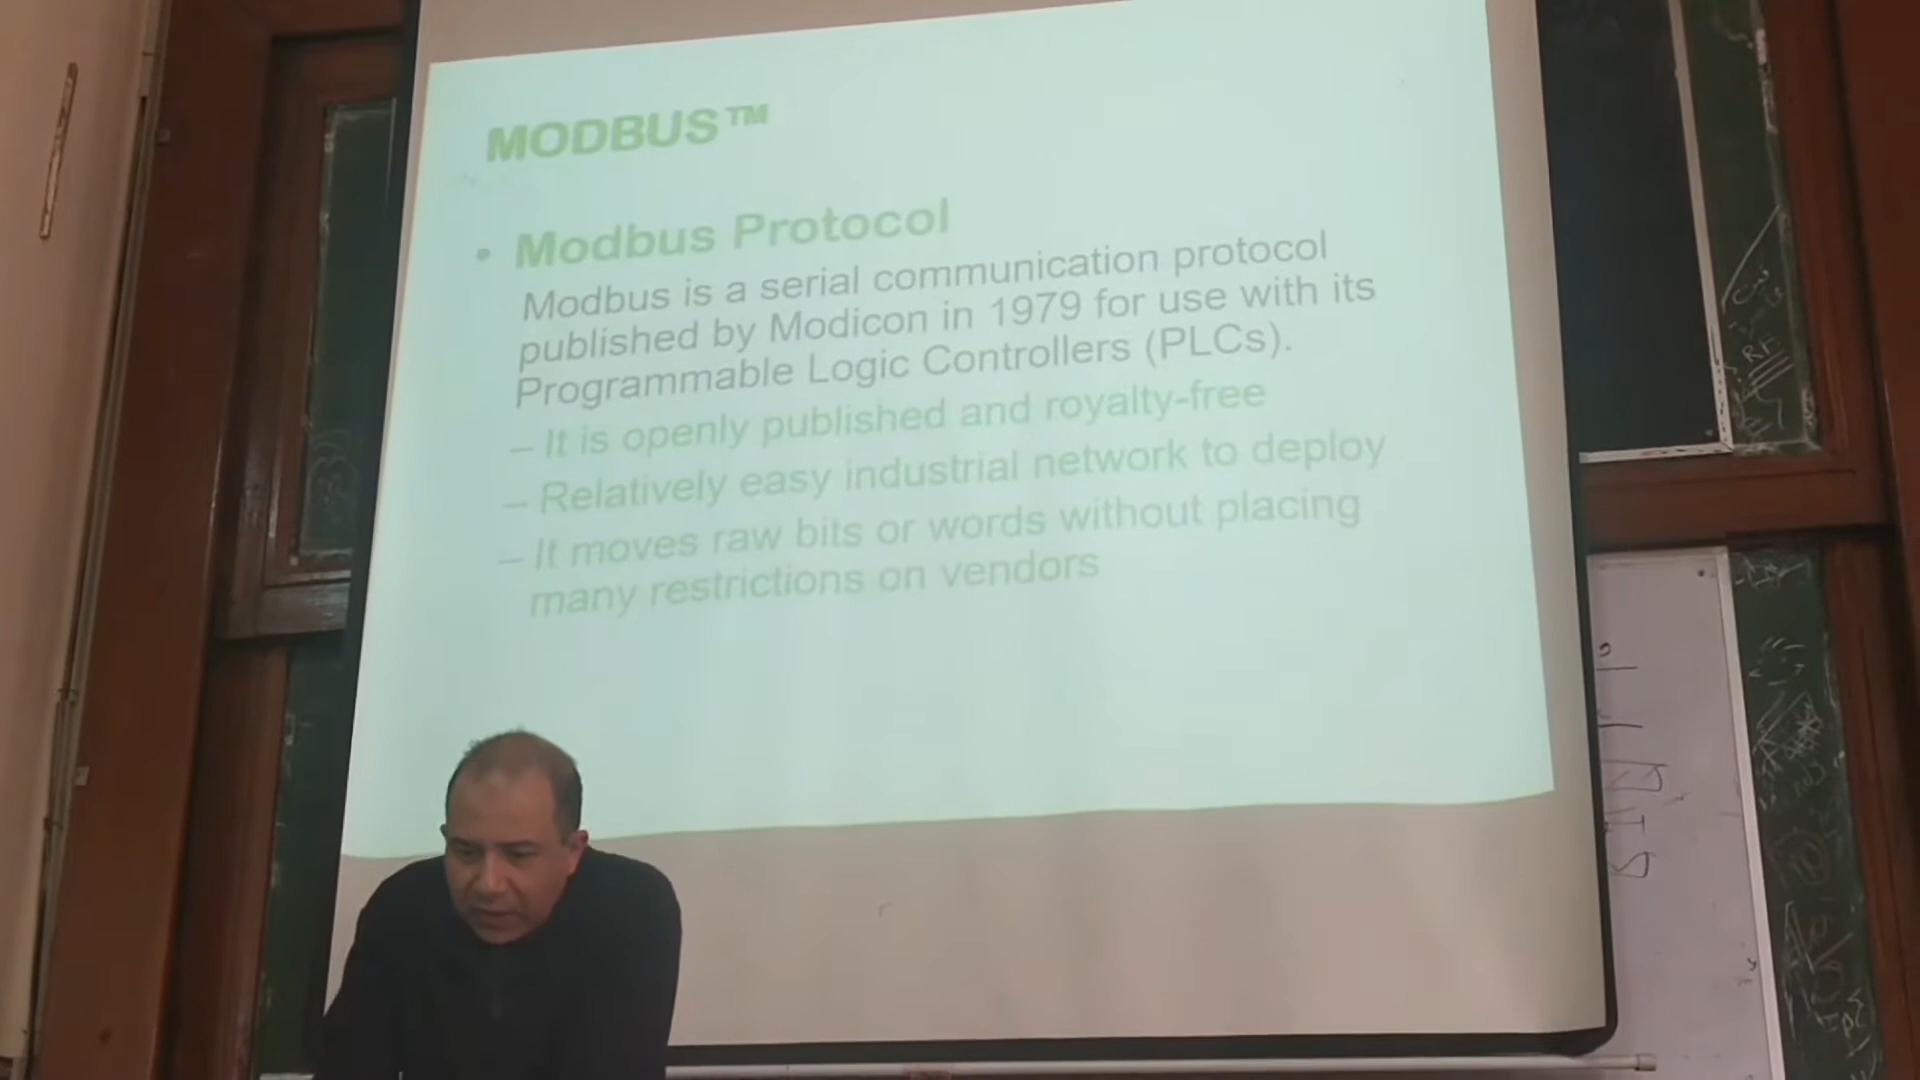 MODBUS™
• Modbus Protocol
Modbus is a serial communication protocol
published by Modicon in 1979 for use with its
Programmable Logic Controllers (PLCs).
– It is openly published and royalty-free
– Relatively easy industrial network to deploy
– It moves raw bits or words without placing
many restrictions on vendors
RF